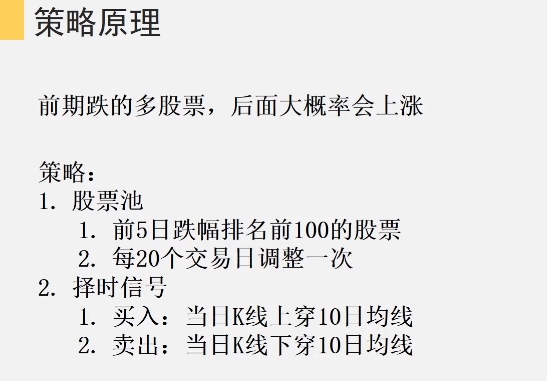 策略原理
前期跌的多股票，后面大概率会上涨
策略：
1. 股票池
1. 前5日跌幅排名前100的股票
2. 每20个交易日调整一次
2. 择时信号
1. 买入：当日K线上穿10日均线
2. 卖出：当日K线下穿10日均线